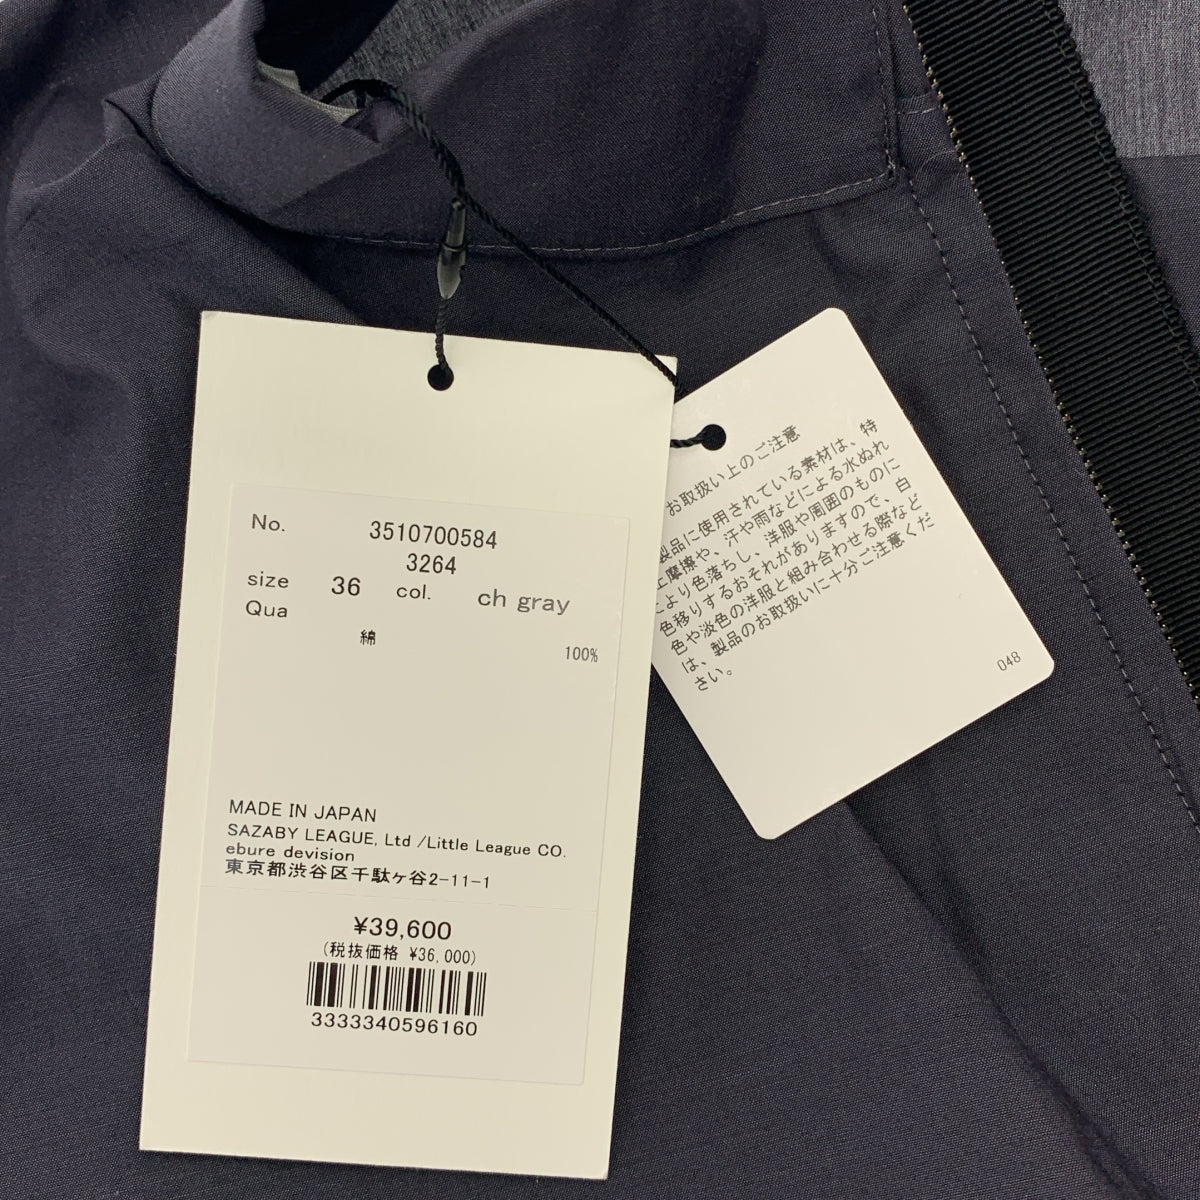 No. 3510700584
3264
size 36 col. ch gray
Qua
綿
100%
MADE IN JAPAN
SAZABY LEAGUE, Ltd /Little League CO.
ebure devision
東京都渋谷区千駄ヶ谷2-11-1
¥39,600
(税抜価格 ¥36,000)
3333340596160
お取扱い上のご注意
製品に使用されている素材は、特
摩擦や、汗や雨などによる水ぬれ
により色落ちし、洋服や周囲のものに
色移りするおそれがありますので、白
色や淡色の洋服と組み合わせる際など
は、製品のお取扱いに十分ご注意くだ
さい。
048